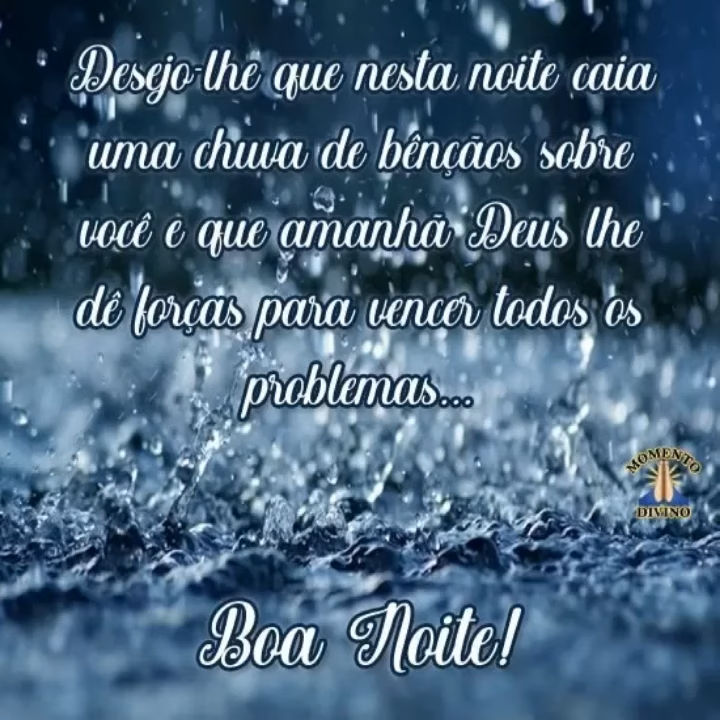 Desejo-lhe que nesta noite caia
uma chuva de bênçãos sobre
você e que amanhã Deus lhe
dê forças para vencer todos os
problemas...
MOMENTO
DIVINO
Boa Noite!